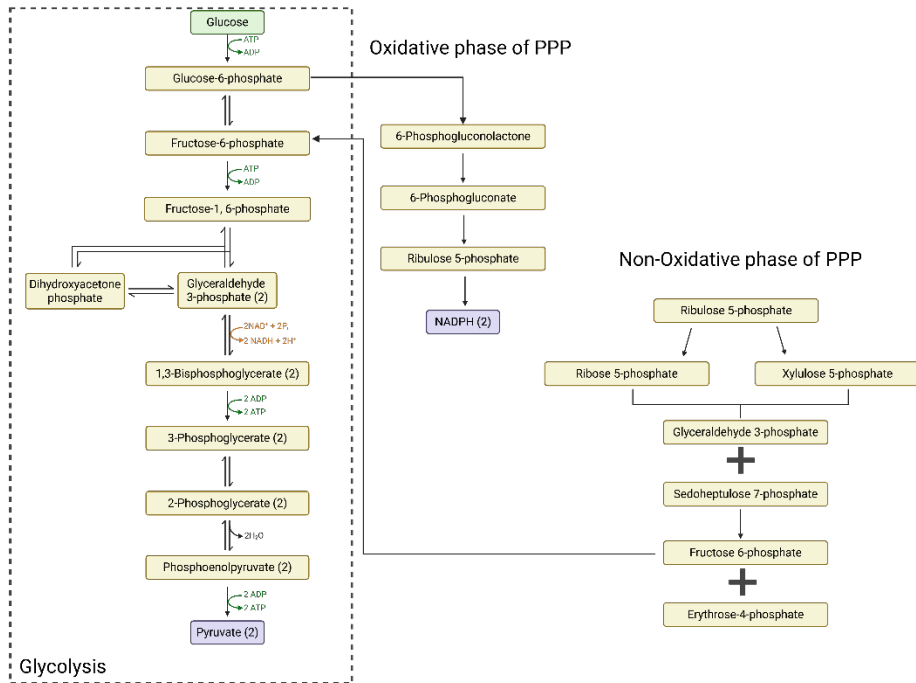 Glucose
ATP
ADP
Glucose-6-phosphate
Fructose-6-phosphate
ATP
ADP
Fructose-1, 6-phosphate
Dihydroxyacetone
phosphate
Glyceraldehyde
3-phosphate (2)
2NAD⁺ + 2Pᵢ
2 NADH + 2H⁺
1,3-Bisphosphoglycerate (2)
2 ADP
2 ATP
3-Phosphoglycerate (2)
2-Phosphoglycerate (2)
2H₂O
Phosphoenolpyruvate (2)
2 ADP
2 ATP
Pyruvate (2)
Glycolysis
Oxidative phase of PPP
6-Phosphogluconolactone
6-Phosphogluconate
Ribulose 5-phosphate
NADPH (2)
Non-Oxidative phase of PPP
Ribulose 5-phosphate
Ribose 5-phosphate
Xylulose 5-phosphate
Glyceraldehyde 3-phosphate
+
Sedoheptulose 7-phosphate
Fructose 6-phosphate
+
Erythrose-4-phosphate